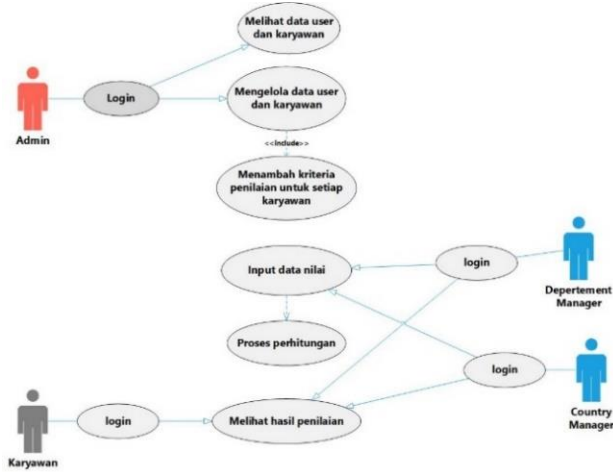 Melihat data user
dan karyawan
Login
Mengelola data user
dan karyawan
Admin
<<Include>>
Menambah kriteria
penilaian untuk setiap
karyawan
Input data nilai
login
Depertement
Manager
Proses perhitungan
login
login
Melihat hasil penilaian
Country
Manager
Karyawan